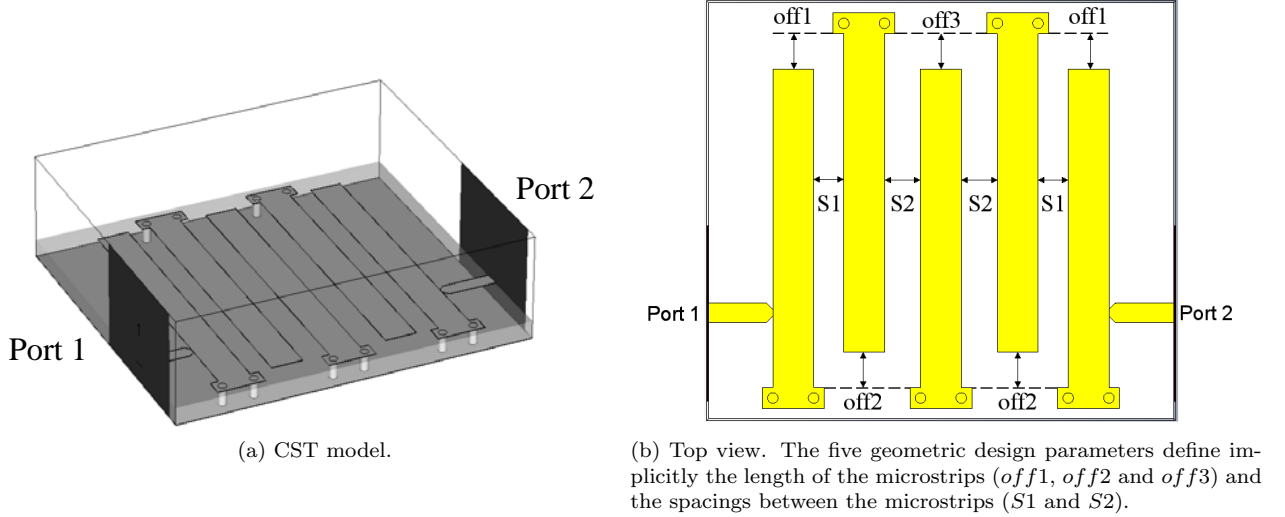 Port 1
Port 2
(a) CST model.
off1
off3
off1
S1
S2
S2
S1
Port 1
Port 2
off2
off2
(b) Top view. The five geometric design parameters define im-
plicitly the length of the microstrips (off1, off2 and off3) and
the spacings between the microstrips (S1 and S2).